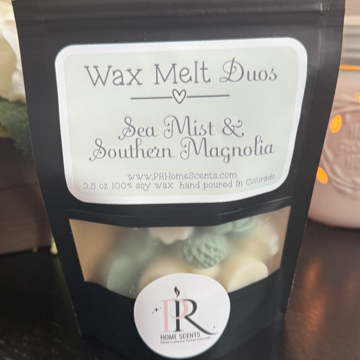 Wax Melt Duos
Sea Mist &
Southern Magnolia
www.PRHomeScents.com
3.5 oz 100% soy wax hand poured in Colorado
PR
HOME SCENTS